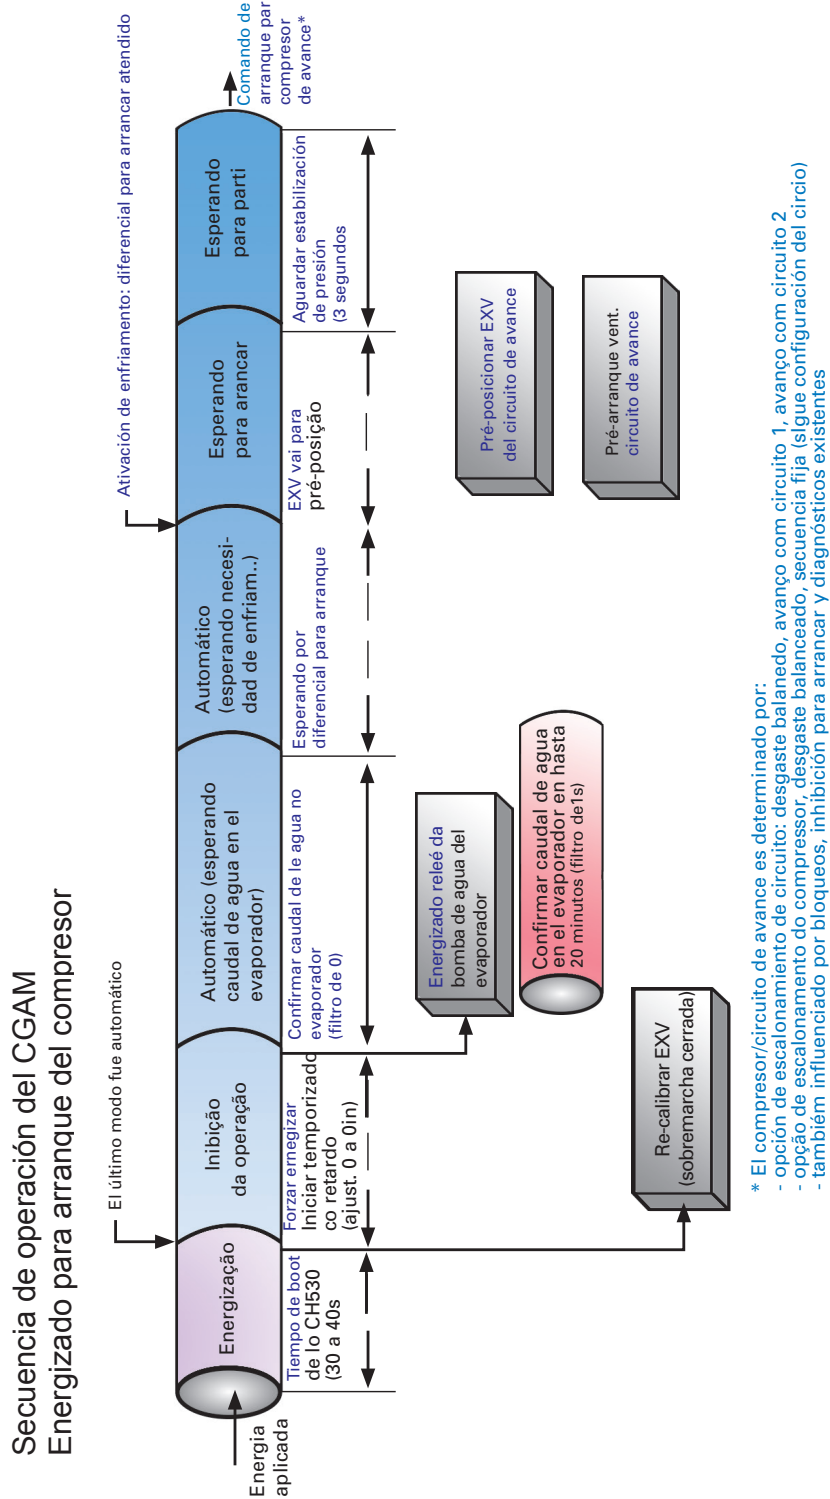 Secuencia de operación del CGAM
Energizado para arranque del compresor
El último modo fue automático
Ativación de enfriamento: diferencial para arrancar atendido
Energia
aplicada
Energização
Inibição
da operação
Automático (esperando
caudal de agua en el
evaporador)
Automático
(esperando necesi-
dad de enfriam..)
Esperando
para arancar
Esperando
para parti
Comando de
arranque par
compresor
de avance*
Tiempo de boot
de lo CH530
(30 a 40s
Forzar ernegizar
Iniciar temporizado
co retardo
(ajust. 0 a 0in)
Confirmar caudal de le agua no
evaporador
(filtro de 0)
Esperando por
diferencial para arranque
EXV vai para
pré-posição
Aguardar estabilización
de presión
(3 segundos
Energizado releé da
bomba de agua del
evaporador
Confirmar caudal de agua
en el evaporador en hasta
20 minutos (filtro de1s)
Re-calibrar EXV
(sobremarcha cerrada)
Pré-posicionar EXV
del circuito de avance
Pré-arranque vent.
circuito de avance
* El compresor/circuito de avance es determinado por:
- opción de escalonamiento de circuito: desgaste balanedo, avanço com circuito 1, avanço com circuito 2
- opção de escalonamento do compressor, desgaste balanceado, secuencia fija (sIgue configuración del circio)
- también influenciado por bloqueos, inhibición para arrancar y diagnósticos existentes